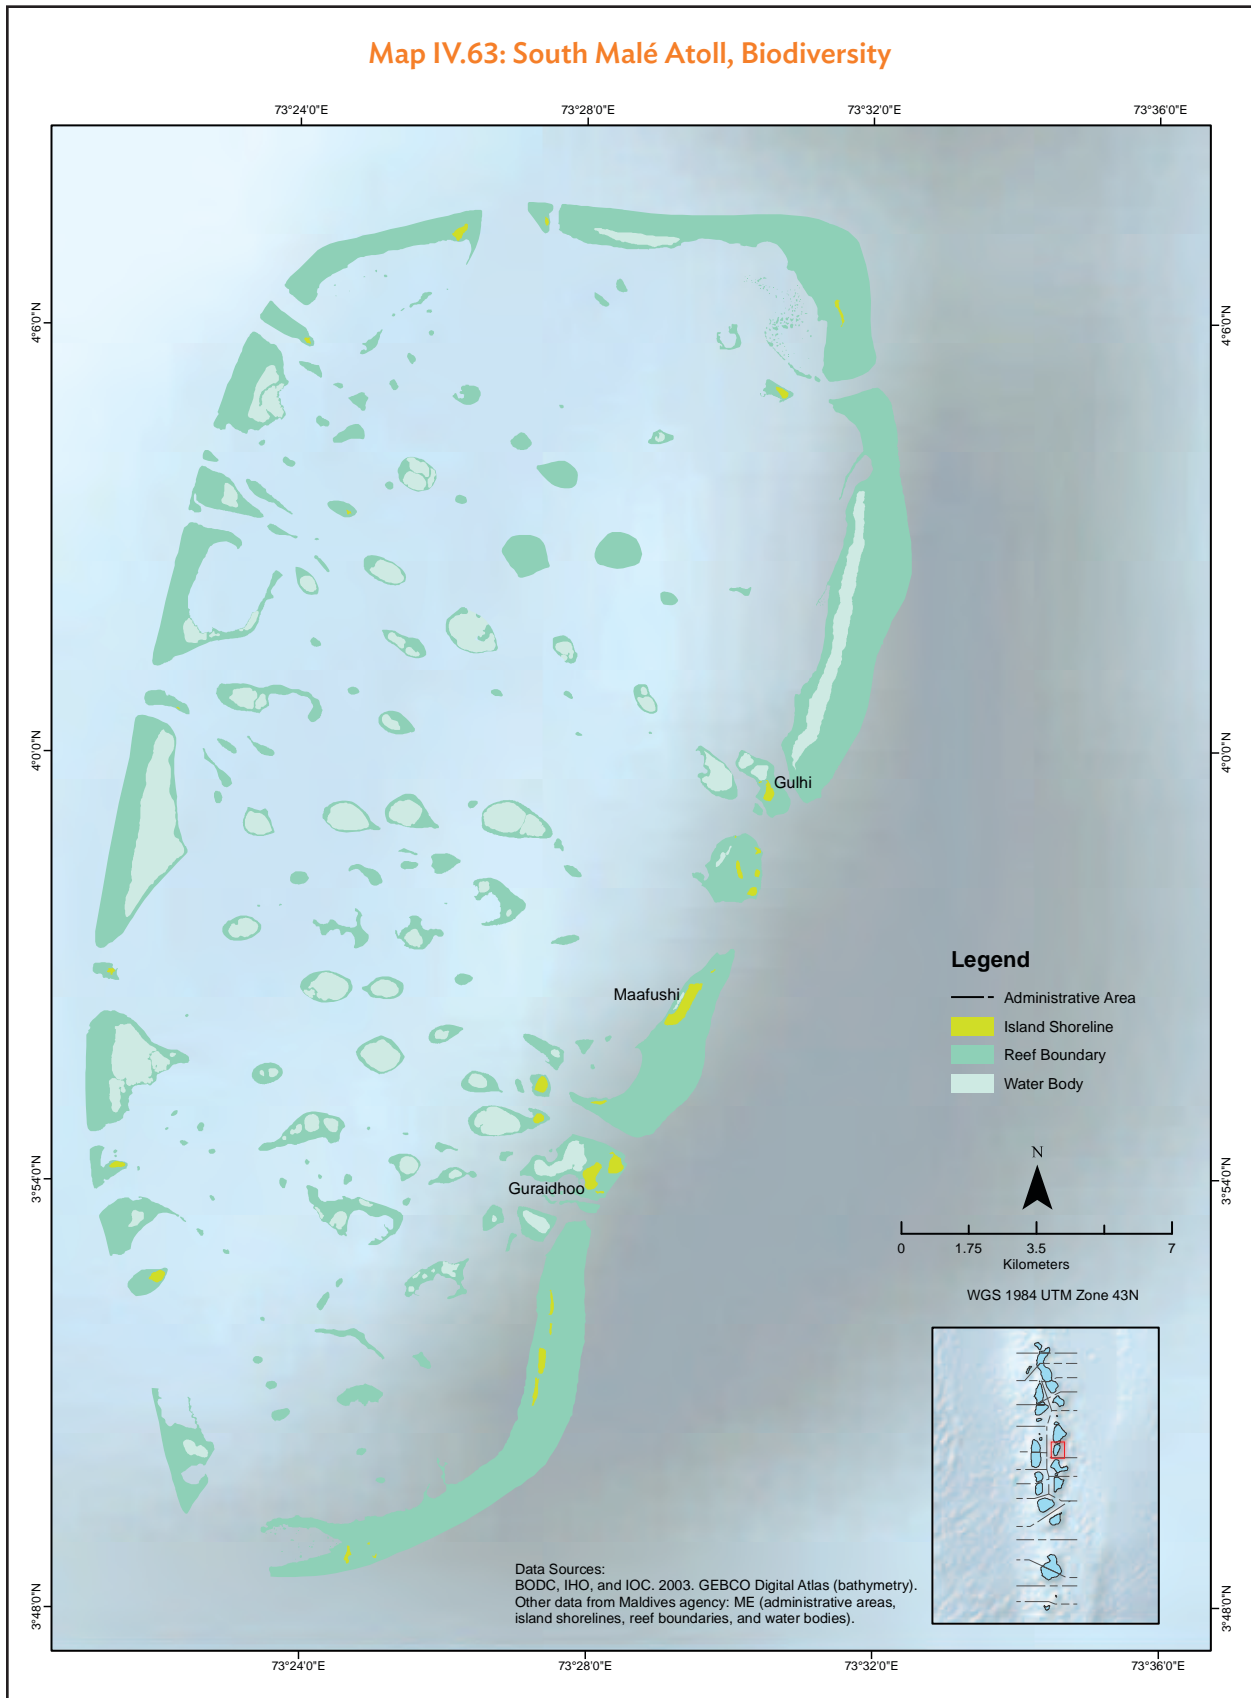 Map IV.63: South Malé Atoll, Biodiversity
73°24'0"E
73°28'0"E
73°32'0"E
73°36'0"E
4°6'0"N
4°6'0"N
4°0'0"N
4°0'0"N
Gulhi
Maafushi
Guraidhoo
Legend
Administrative Area
Island Shoreline
Reef Boundary
Water Body
3°54'0"N
3°54'0"N
N
0
1.75
3.5
7
Kilometers
WGS 1984 UTM Zone 43N
Data Sources:
BODC, IHO, and IOC. 2003. GEBCO Digital Atlas (bathymetry).
Other data from Maldives agency: ME (administrative areas,
island shorelines, reef boundaries, and water bodies).
3°48'0"N
3°48'0"N
73°24'0"E
73°28'0"E
73°32'0"E
73°36'0"E